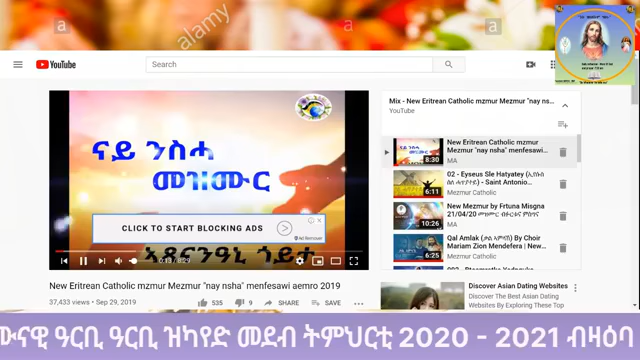 alamy
YouTube
Search
ናይ ንስሓ
መዝሙር
CLICK TO START BLOCKING ADS
Ad Remover
0:13 / 8:29
New Eritrean Catholic mzmur Mezmur "nay nsha" menfesawi aemro 2019
37,433 views • Sep 29, 2019
535
9
SHARE
SAVE
Mix - New Eritrean Catholic mzmur Mezmur "nay ns...
YouTube
New Eritrean Catholic mzmur
Mezmur "nay nsha" menfesawi...
MA
8:30
02 - Eyseus Sle Hatyatey
Saint Antonio...
Mezmur Catholic
6:11
New Mezmur by Frtuna Misgna
21/04/20
MA
10:26
Qal Amlak (ቃል ኣምላኽ) By Choir
Mariam Zion Mendefera | New...
Mezmur Catholic
6:25
Discover Asian Dating Websites
Discover The Best Asian Dating
Websites By Exploring These Top
ዓርቢ ዓርቢ ዝካየድ መደብ ትምህርቲ 2020 - 2021 ብዛዕባ